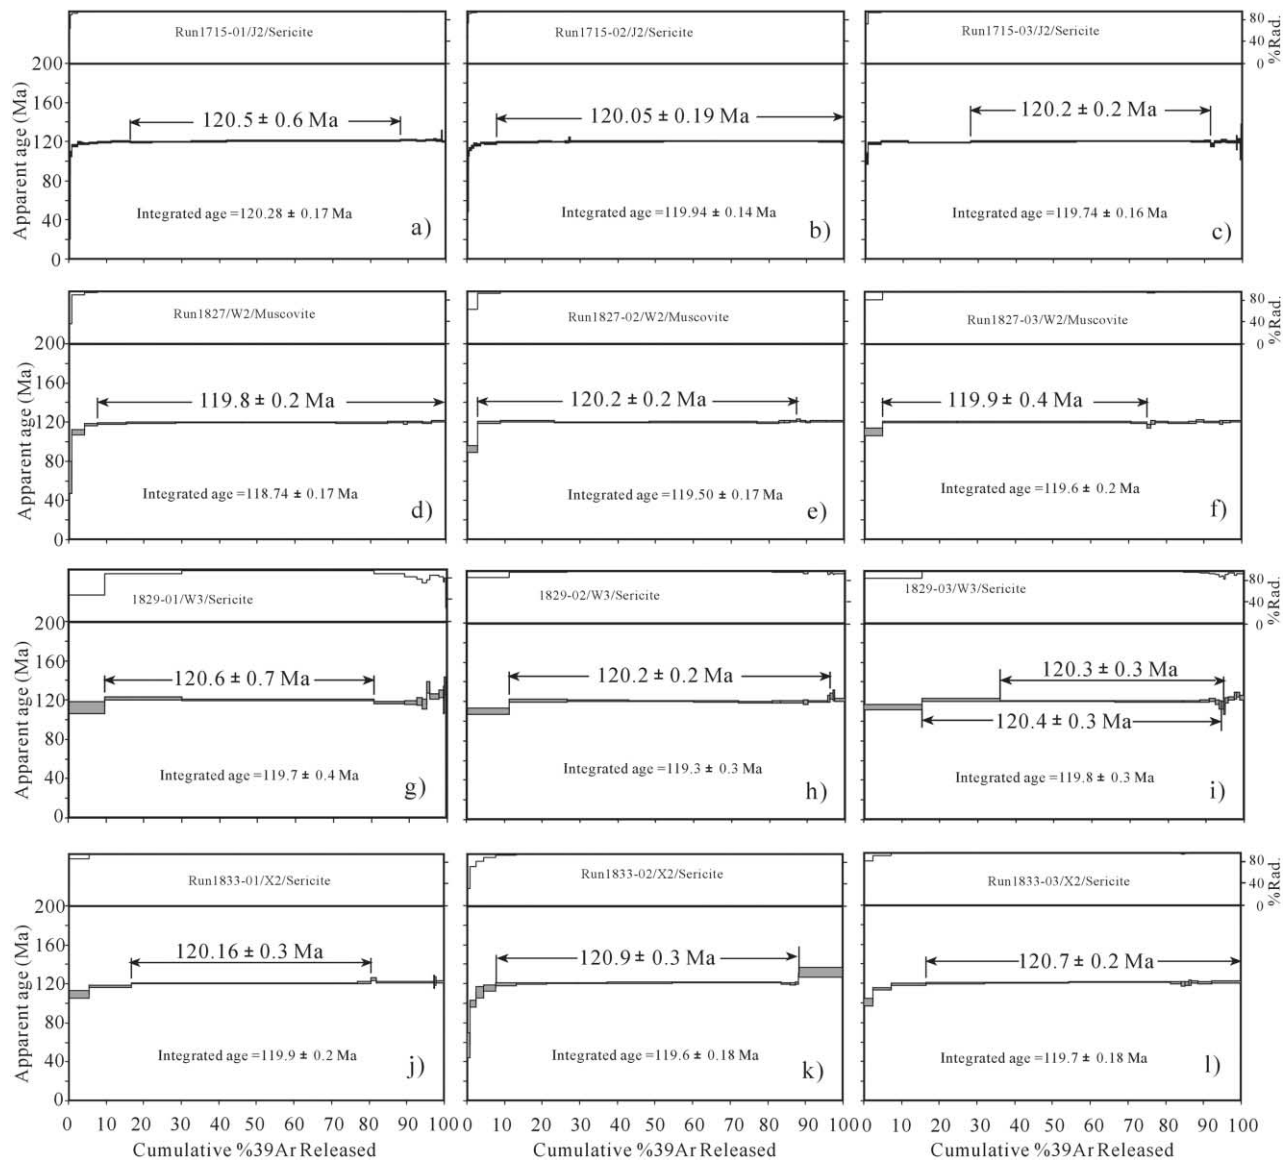 Run1715-01/J2/Sericite
Run1715-02/J2/Sericite
Run1715-03/J2/Sericite
80
40
0
%Rad.
200
160
120
80
40
0
Apparent age (Ma)
120.5 ± 0.6 Ma
120.05 ± 0.19 Ma
120.2 ± 0.2 Ma
Integrated age =120.28 ± 0.17 Ma
Integrated age =119.94 ± 0.14 Ma
Integrated age =119.74 ± 0.16 Ma
a)
b)
c)
Run1827/W2/Muscovite
Run1827-02/W2/Muscovite
Run1827-03/W2/Muscovite
80
40
0
%Rad.
200
160
120
80
40
0
Apparent age (Ma)
119.8 ± 0.2 Ma
120.2 ± 0.2 Ma
119.9 ± 0.4 Ma
Integrated age =118.74 ± 0.17 Ma
Integrated age =119.50 ± 0.17 Ma
Integrated age =119.6 ± 0.2 Ma
d)
e)
f)
1829-01/W3/Sericite
1829-02/W3/Sericite
1829-03/W3/Sericite
80
40
0
%Rad.
200
160
120
80
40
0
Apparent age (Ma)
120.6 ± 0.7 Ma
120.2 ± 0.2 Ma
120.3 ± 0.3 Ma
120.4 ± 0.3 Ma
Integrated age =119.7 ± 0.4 Ma
Integrated age =119.3 ± 0.3 Ma
Integrated age =119.8 ± 0.3 Ma
g)
h)
i)
Run1833-01/X2/Sericite
Run1833-02/X2/Sericite
Run1833-03/X2/Sericite
80
40
0
%Rad.
200
160
120
80
40
0
Apparent age (Ma)
120.16 ± 0.3 Ma
120.9 ± 0.3 Ma
120.7 ± 0.2 Ma
Integrated age =119.9 ± 0.2 Ma
Integrated age =119.6 ± 0.18 Ma
Integrated age =119.7 ± 0.18 Ma
j)
k)
l)
0 10 20 30 40 50 60 70 80 90 100
0 10 20 30 40 50 60 70 80 90 100
0 10 20 30 40 50 60 70 80 90 100
Cumulative %39Ar Released
Cumulative %39Ar Released
Cumulative %39Ar Released